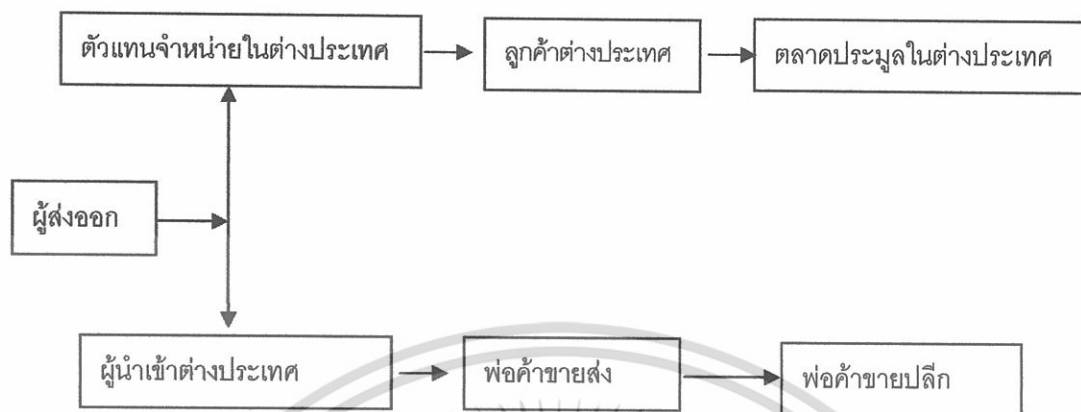 ตัวแทนจำหน่ายในต่างประเทศ
ลูกค้าต่างประเทศ
ตลาดประมูลในต่างประเทศ
ผู้ส่งออก
ผู้นำเข้าต่างประเทศ
พ่อค้าขายส่ง
พ่อค้าขายปลีก